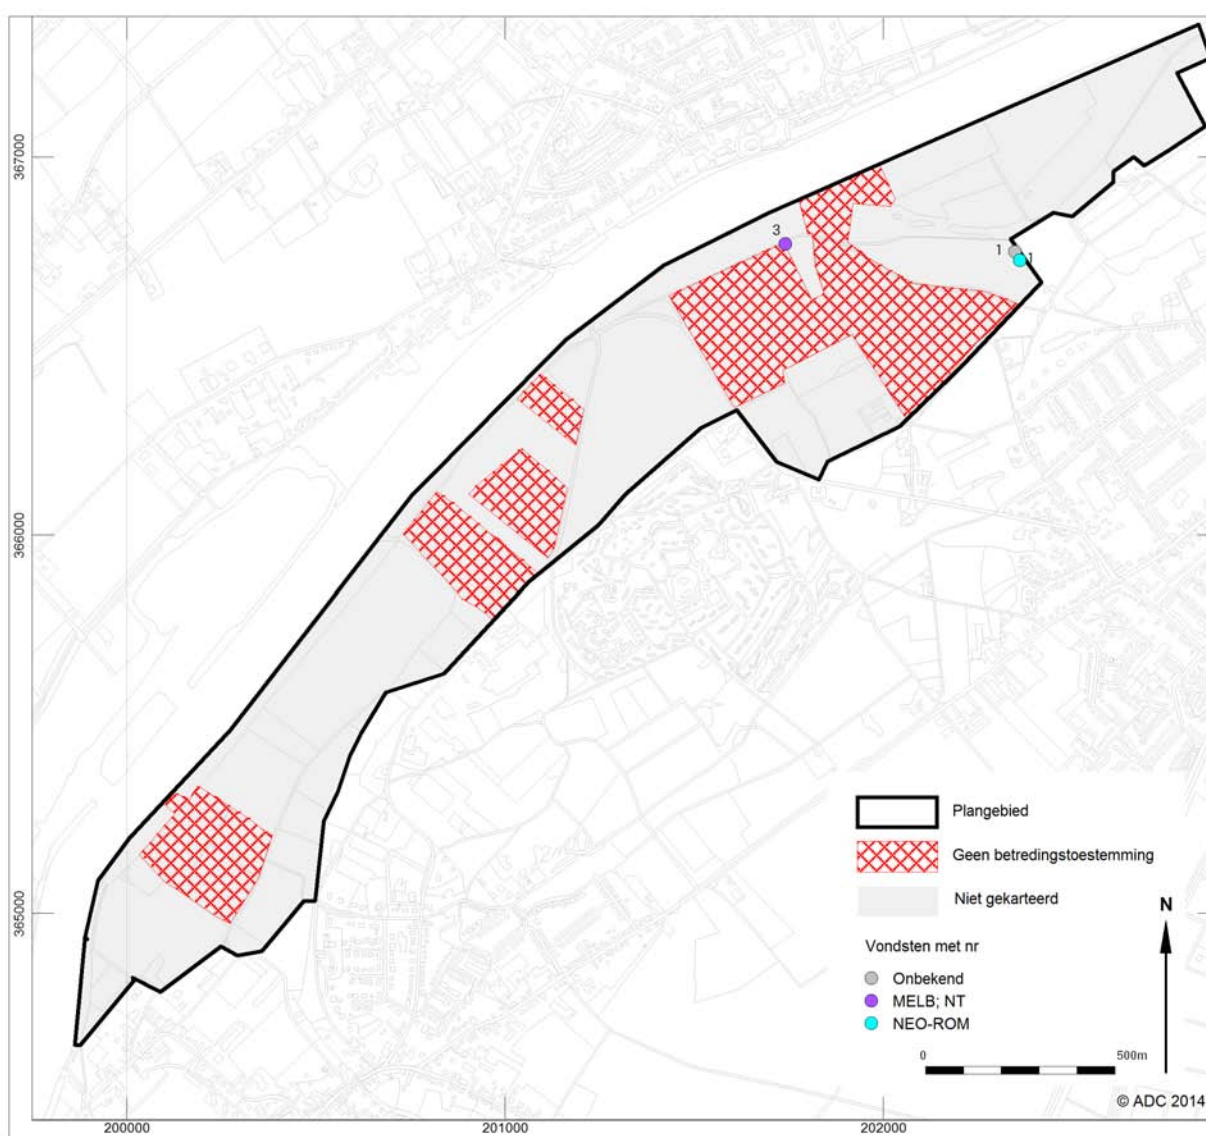 367000
366000
365000
3
1
1
Plangebied
Geen betredingstoestemming
Niet gekarteerd
N
Vondsten met nr
Onbekend
MELB; NT
NEO-ROM
0 500m
© ADC 2014
200000 201000 202000